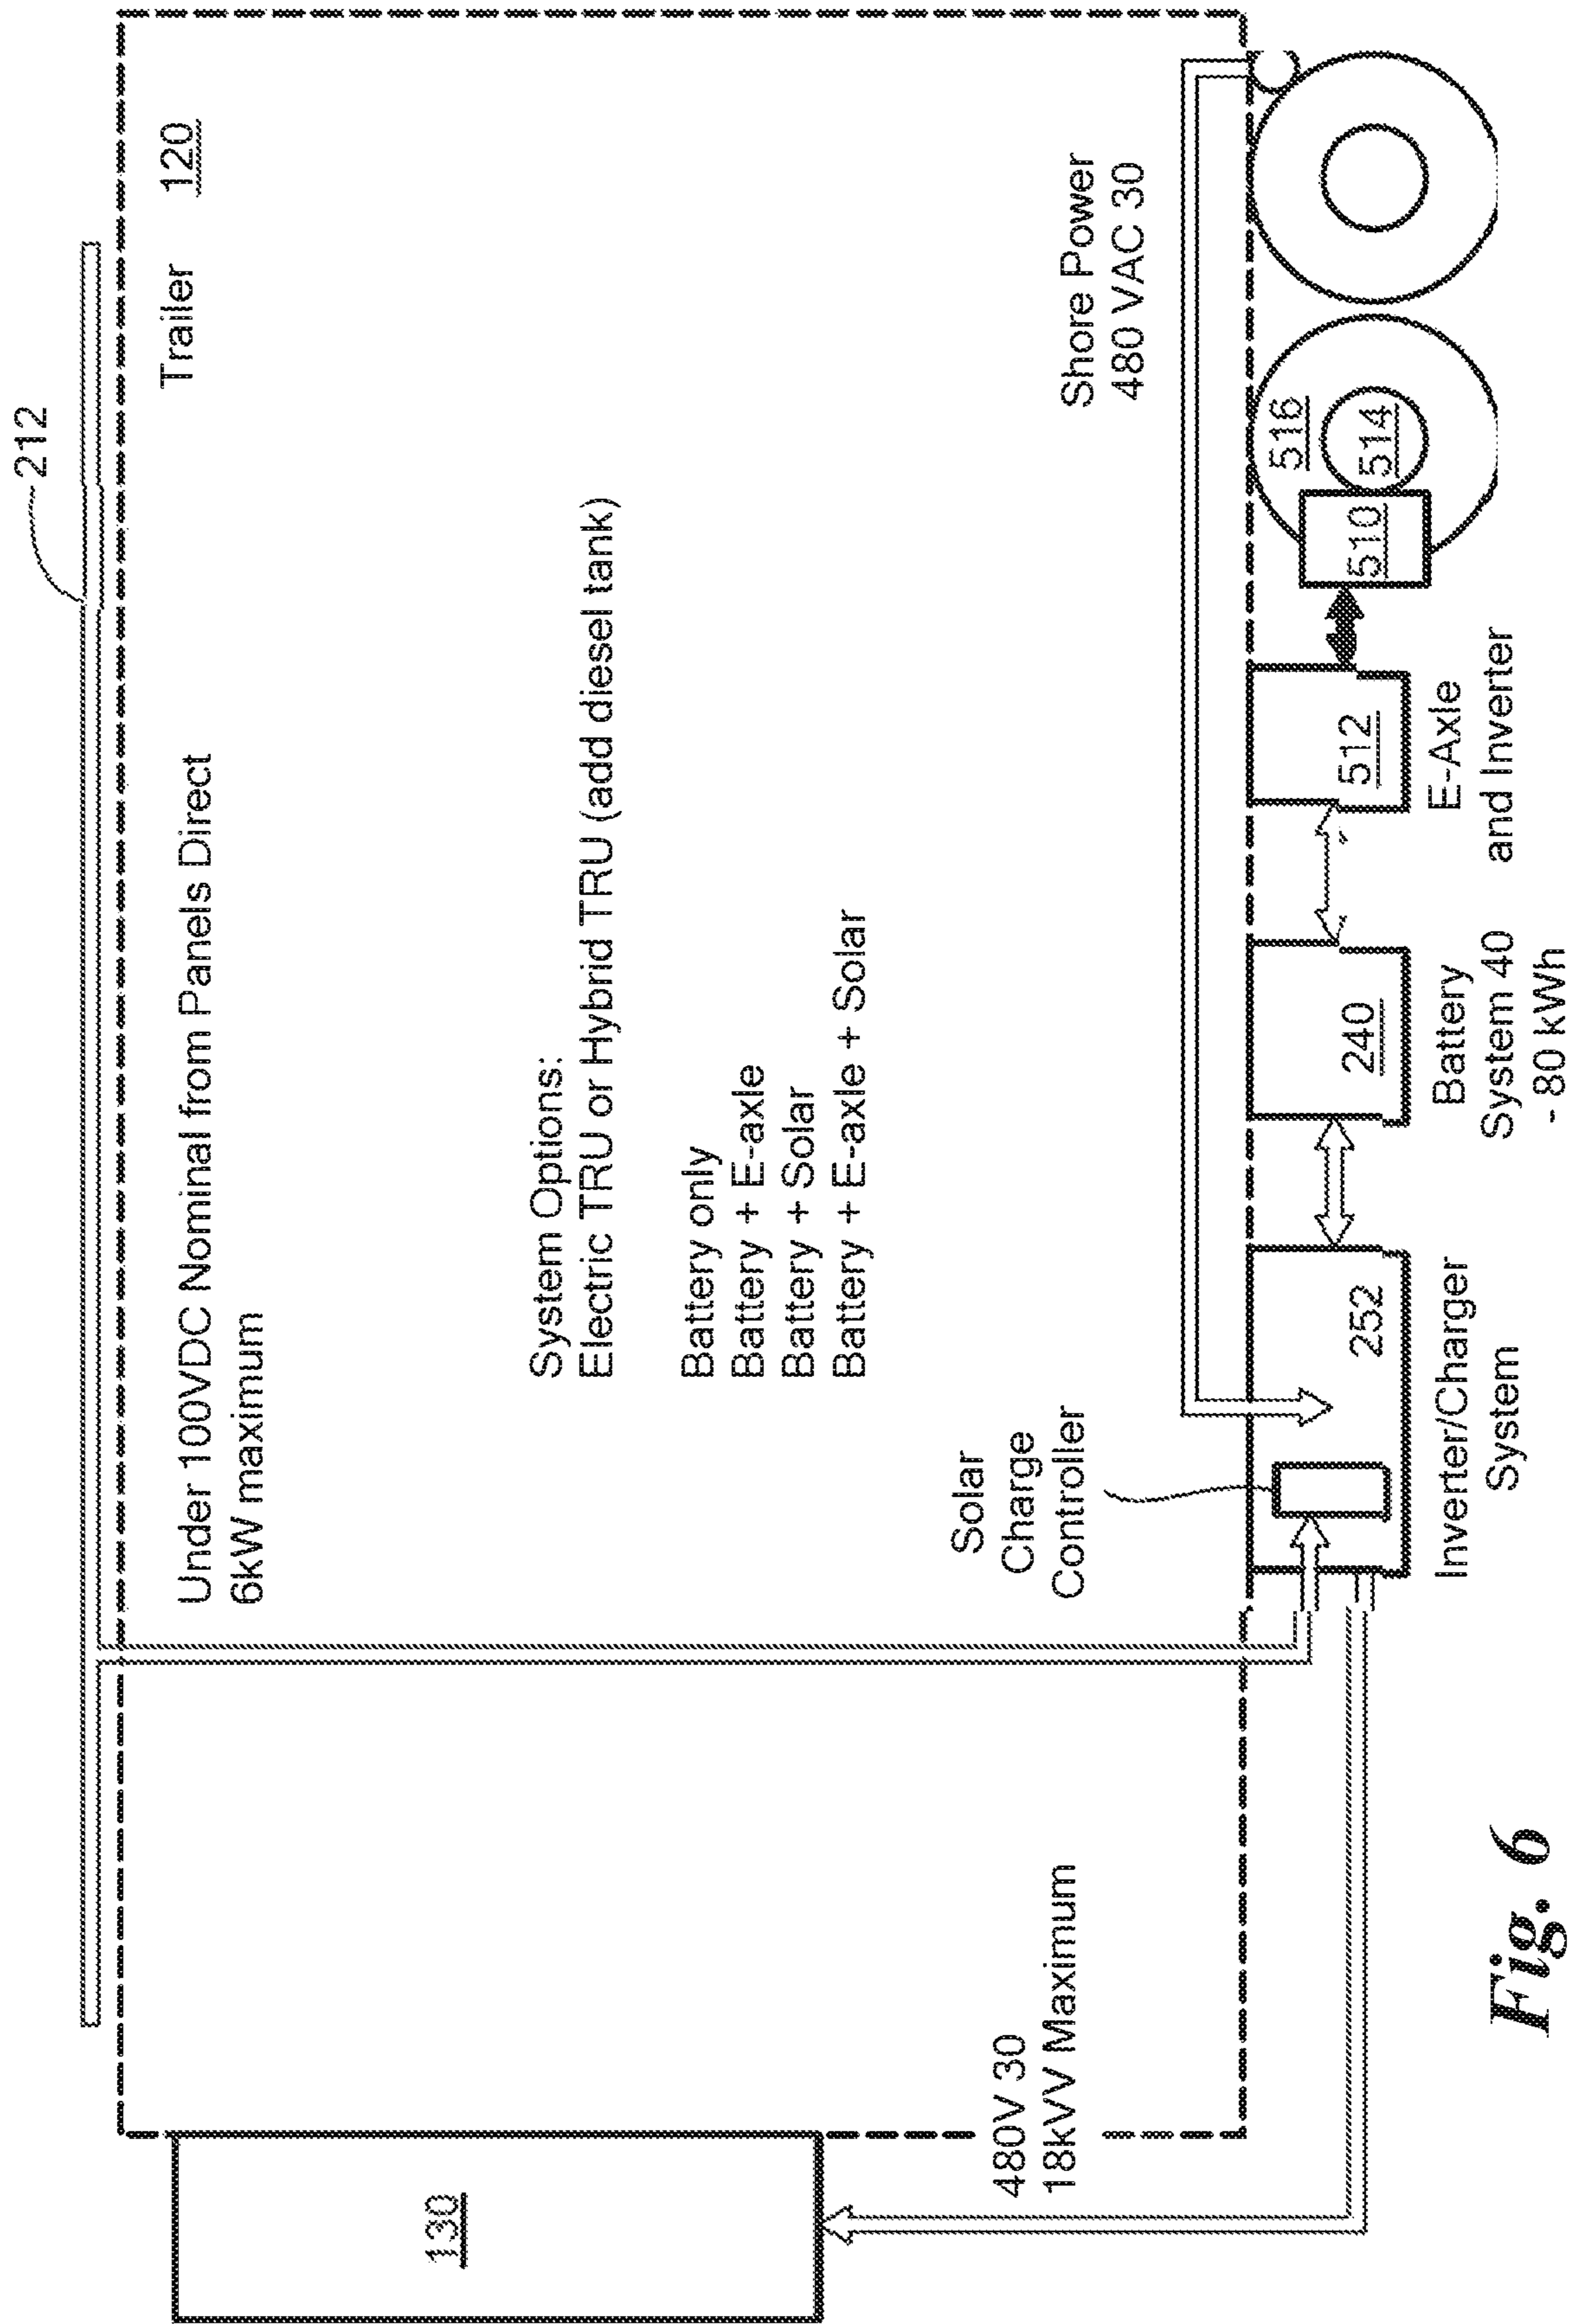 212
Trailer 120
Under 100VDC Nominal from Panels Direct
6kW maximum
System Options:
Electric TRU or Hybrid TRU (add diesel tank)
Battery only
Battery + E-axle
Battery + Solar
Battery + E-axle + Solar
130
480V 30
18kVV Maximum
Solar
Charge
Controller
Shore Power
480 VAC 30
252
240
512
510
514
516
Inverter/Charger
System
Battery
System 40
- 80 kWh
E-Axle
and Inverter
Fig. 6